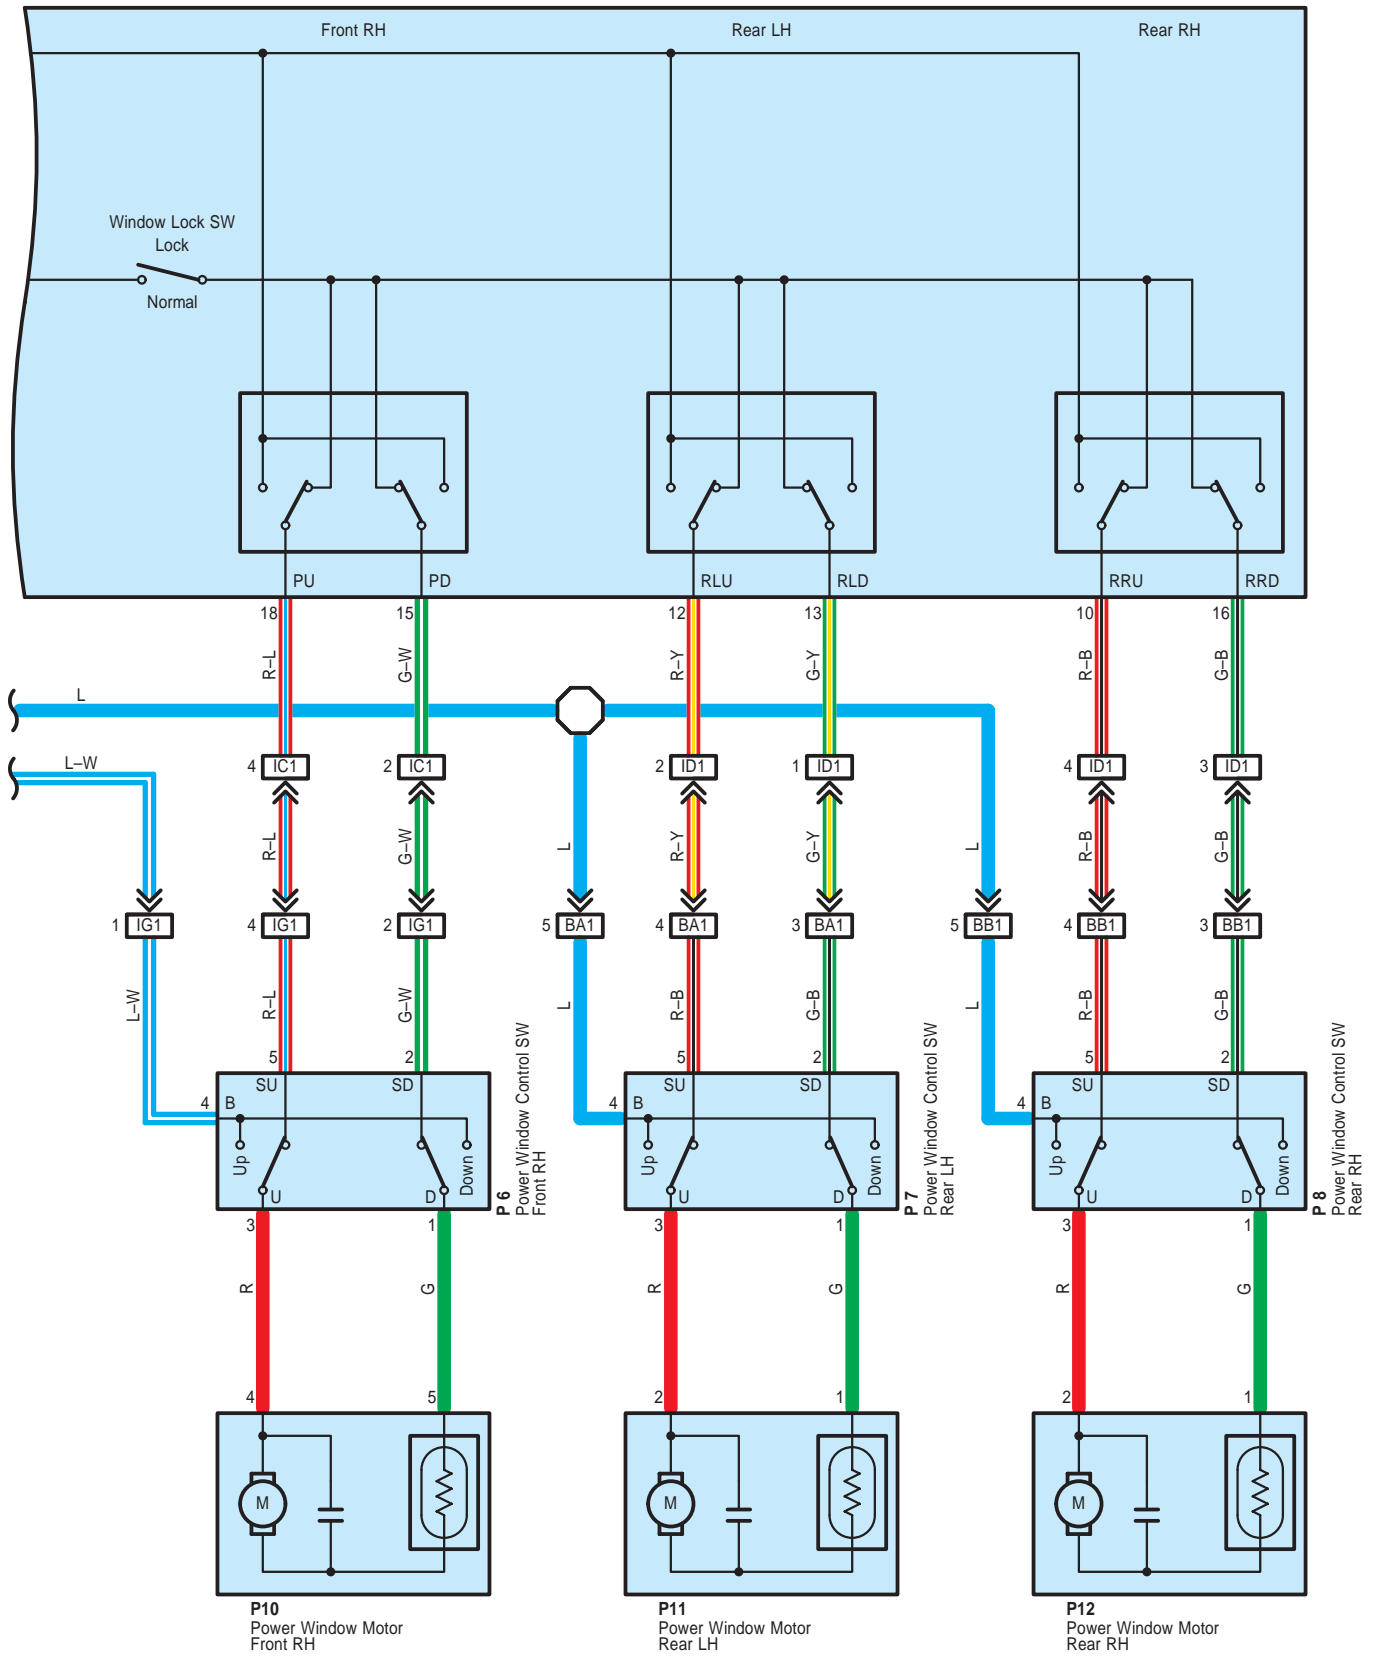 Front RH Rear LH Rear RH
Window Lock SW
Lock
Normal
PU PD RLU RLD RRU RRD
18 15 12 13 10 16
R–L G–W R–Y G–Y R–B G–B
L
L–W
4 IC1 2 IC1 2 ID1 1 ID1 4 ID1 3 ID1
R–L G–W L R–Y G–Y L R–B G–B
1 IG1 4 IG1 2 IG1 5 BA1 4 BA1 3 BA1 5 BB1 4 BB1 3 BB1
L–W R–L G–W L R–B G–B L R–B G–B
5 2 5 2 5 2
SU SD SU SD SU SD
4 B 4 B 4 B
Up Down Up Down Up Down
U D U D U D
P 6
Power Window Control SW
Front RH
P 7
Power Window Control SW
Rear LH
P 8
Power Window Control SW
Rear RH
3 1 3 1 3 1
R G R G R G
4 5 2 1 2 1
M M M
P10
Power Window Motor
Front RH
P11
Power Window Motor
Rear LH
P12
Power Window Motor
Rear RH